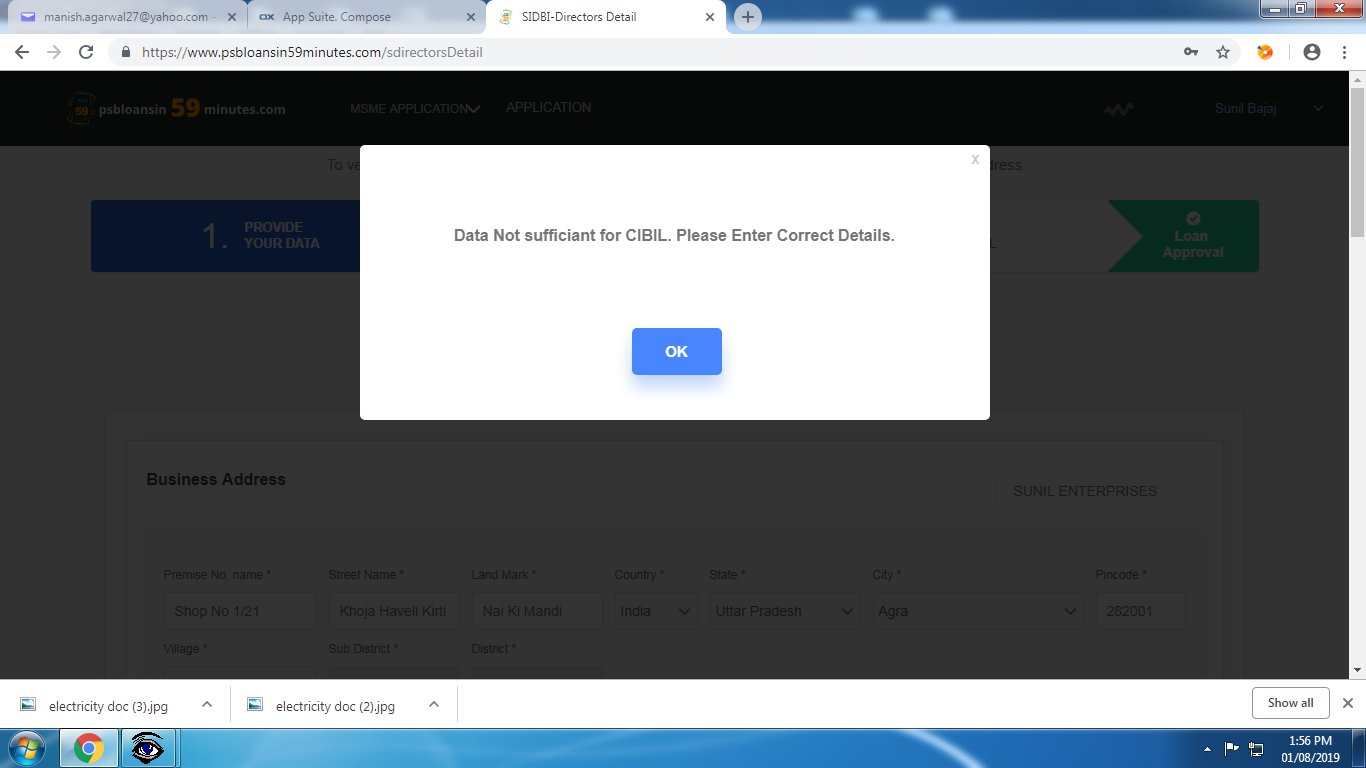 manish.agarwal27@yahoo.com -
App Suite. Compose
SIDBI-Directors Detail
https://www.psbloansin59minutes.com/sdirectorsDetail
59 psbloansin 59 minutes.com
MSME APPLICATION
APPLICATION
Sunil Bajaj
To ve
dress
x
1. PROVIDE
YOUR DATA
Data Not sufficiant for CIBIL. Please Enter Correct Details.
Loan
Approval
OK
Business Address
SUNIL ENTERPRISES
Premise No. name * Street Name * Land Mark * Country * State * City * Pincode *
Shop No 1/21 Khoja Haveli Kirti Nai Ki Mandi India Uttar Pradesh Agra 282001
Village * Sub District * District *
electricity doc (3).jpg
electricity doc (2).jpg
Show all
1:56 PM
01/08/2019